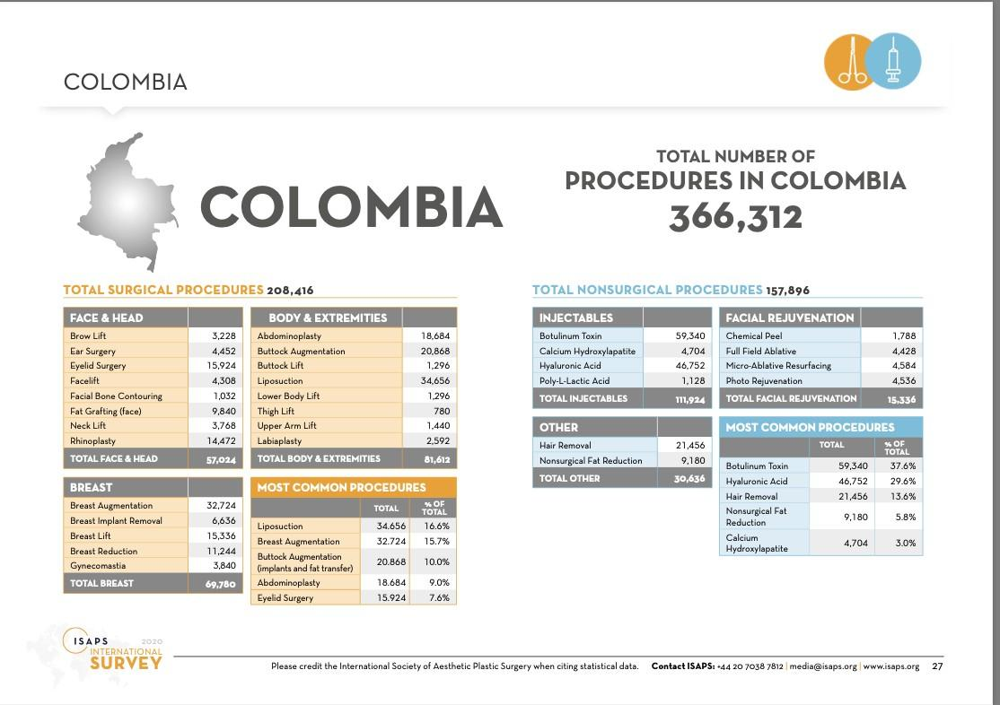 COLOMBIA
COLOMBIA
TOTAL NUMBER OF
PROCEDURES IN COLOMBIA
366,312
TOTAL SURGICAL PROCEDURES 208,416
FACE & HEAD
Brow Lift 3,228
Ear Surgery 4,452
Eyelid Surgery 15,924
Facelift 4,308
Facial Bone Contouring 1,032
Fat Grafting (face) 9,840
Neck Lift 3,768
Rhinoplasty 14,472
TOTAL FACE & HEAD 57,024
BODY & EXTREMITIES
Abdominoplasty 18,684
Buttock Augmentation 20,868
Buttock Lift 1,296
Liposuction 34,656
Lower Body Lift 1,296
Thigh Lift 780
Upper Arm Lift 1,440
Labiaplasty 2,592
TOTAL BODY & EXTREMITIES 81,612
BREAST
Breast Augmentation 32,724
Breast Implant Removal 6,636
Breast Lift 15,336
Breast Reduction 11,244
Gynecomastia 3,840
TOTAL BREAST 69,780
MOST COMMON PROCEDURES
TOTAL % OF
TOTAL
Liposuction 34.656 16.6%
Breast Augmentation 32.724 15.7%
Buttock Augmentation
(implants and fat transfer) 20.868 10.0%
Abdominoplasty 18.684 9.0%
Eyelid Surgery 15.924 7.6%
TOTAL NONSURGICAL PROCEDURES 157,896
INJECTABLES
Botulinum Toxin 59,340
Calcium Hydroxylapatite 4,704
Hyaluronic Acid 46,752
Poly-L-Lactic Acid 1,128
TOTAL INJECTABLES 111,924
FACIAL REJUVENATION
Chemical Peel 1,788
Full Field Ablative 4,428
Micro-Ablative Resurfacing 4,584
Photo Rejuvenation 4,536
TOTAL FACIAL REJUVENATION 15,336
OTHER
Hair Removal 21,456
Nonsurgical Fat Reduction 9,180
TOTAL OTHER 30,636
MOST COMMON PROCEDURES
TOTAL % OF
TOTAL
Botulinum Toxin 59,340 37.6%
Hyaluronic Acid 46,752 29.6%
Hair Removal 21,456 13.6%
Nonsurgical Fat
Reduction 9,180 5.8%
Calcium
Hydroxylapatite 4,704 3.0%
ISAPS 2020
INTERNATIONAL
SURVEY
Please credit the International Society of Aesthetic Plastic Surgery when citing statistical data. Contact ISAPS: +44 20 7038 7812 | media@isaps.org | www.isaps.org 27